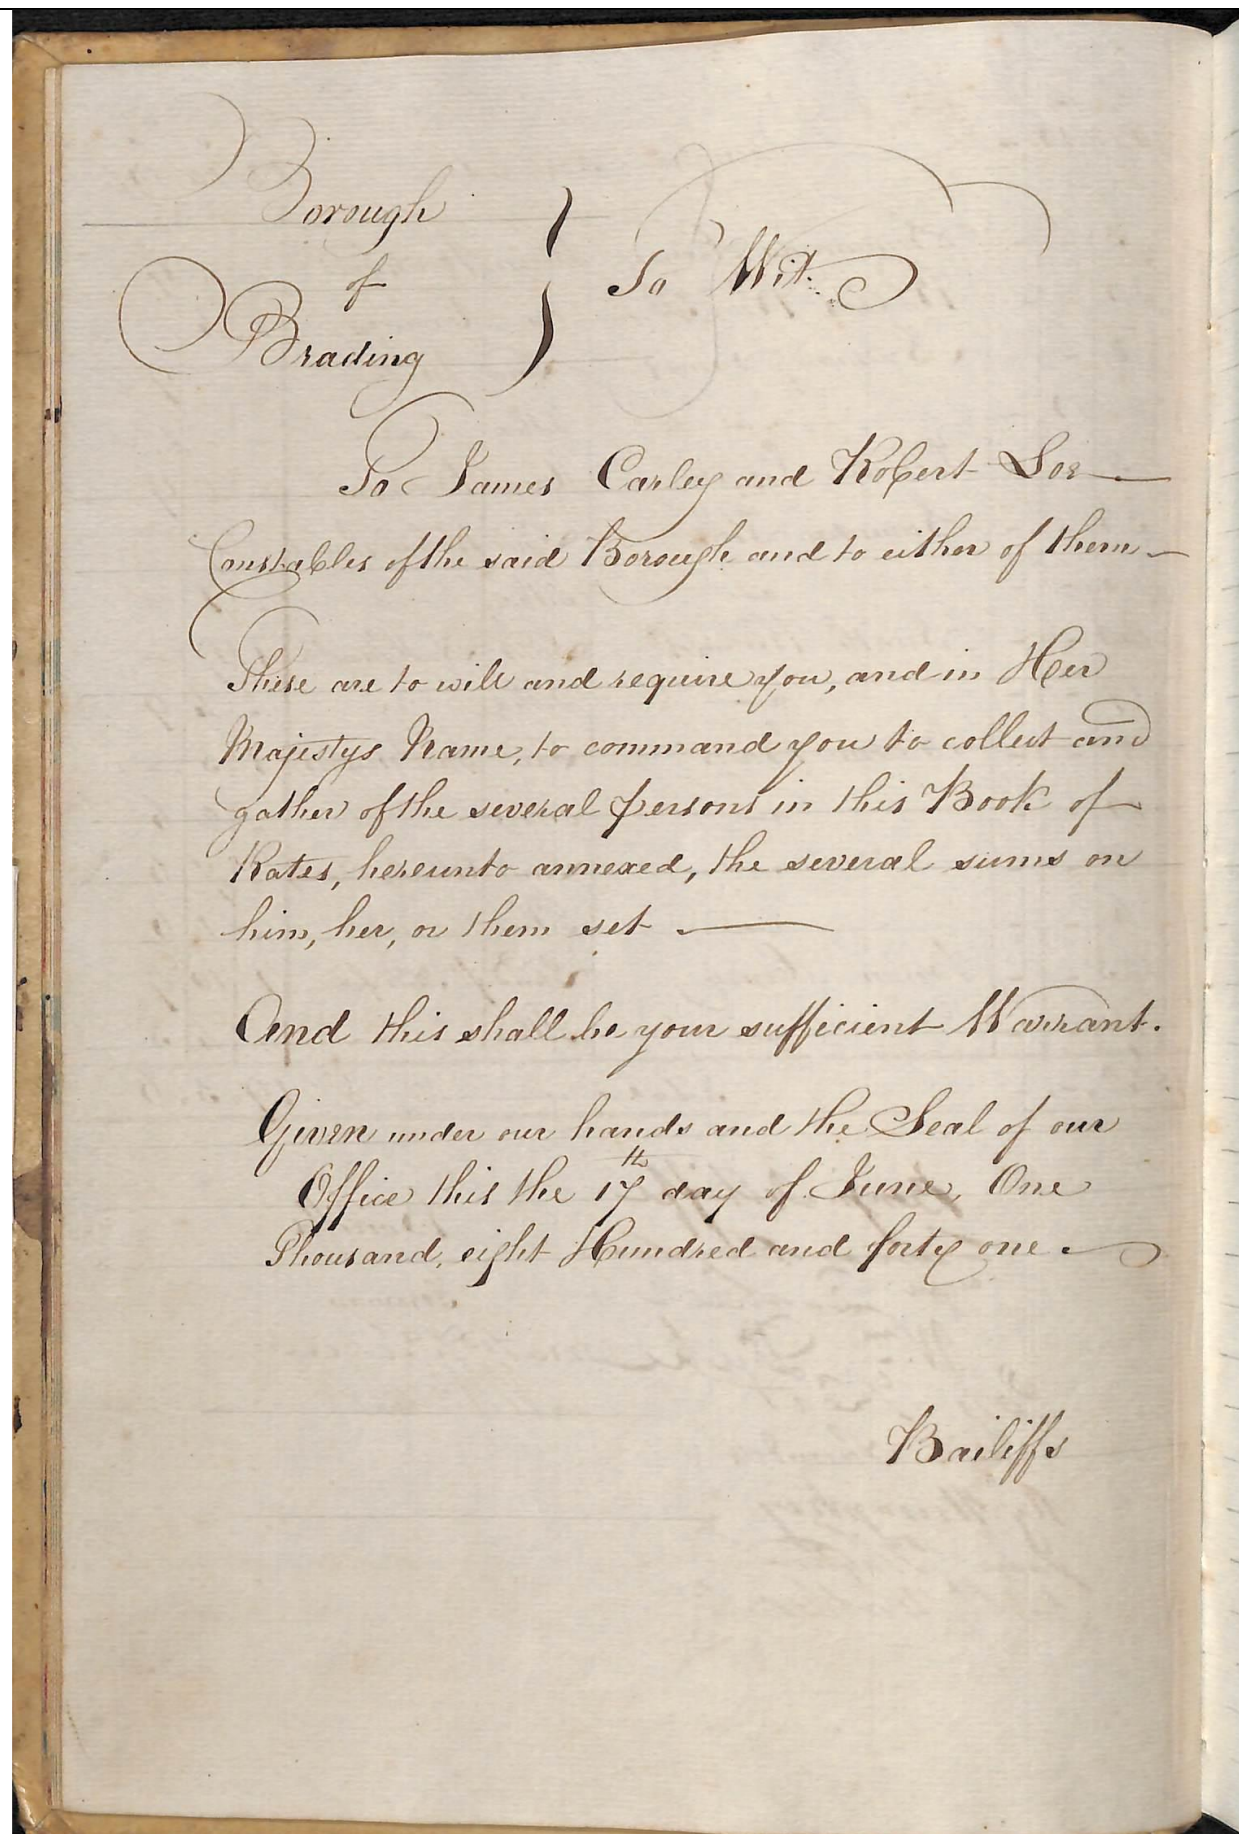 Borough
of
Brading
To Wit.
To James Carley and Robert
Constables of the said Borough and to either of them
These are to will and require you, and in Her
Majestys Name, to command you to collect and
gather of the several persons in this Book of
Rates, hereunto annexed, the several sums on
him, her, or them set
And this shall be your sufficient Warrant.
Given under our hands and the Seal of our
Office this the 17th day of June, One
Thousand, eight Hundred and forty one.
Bailiffs